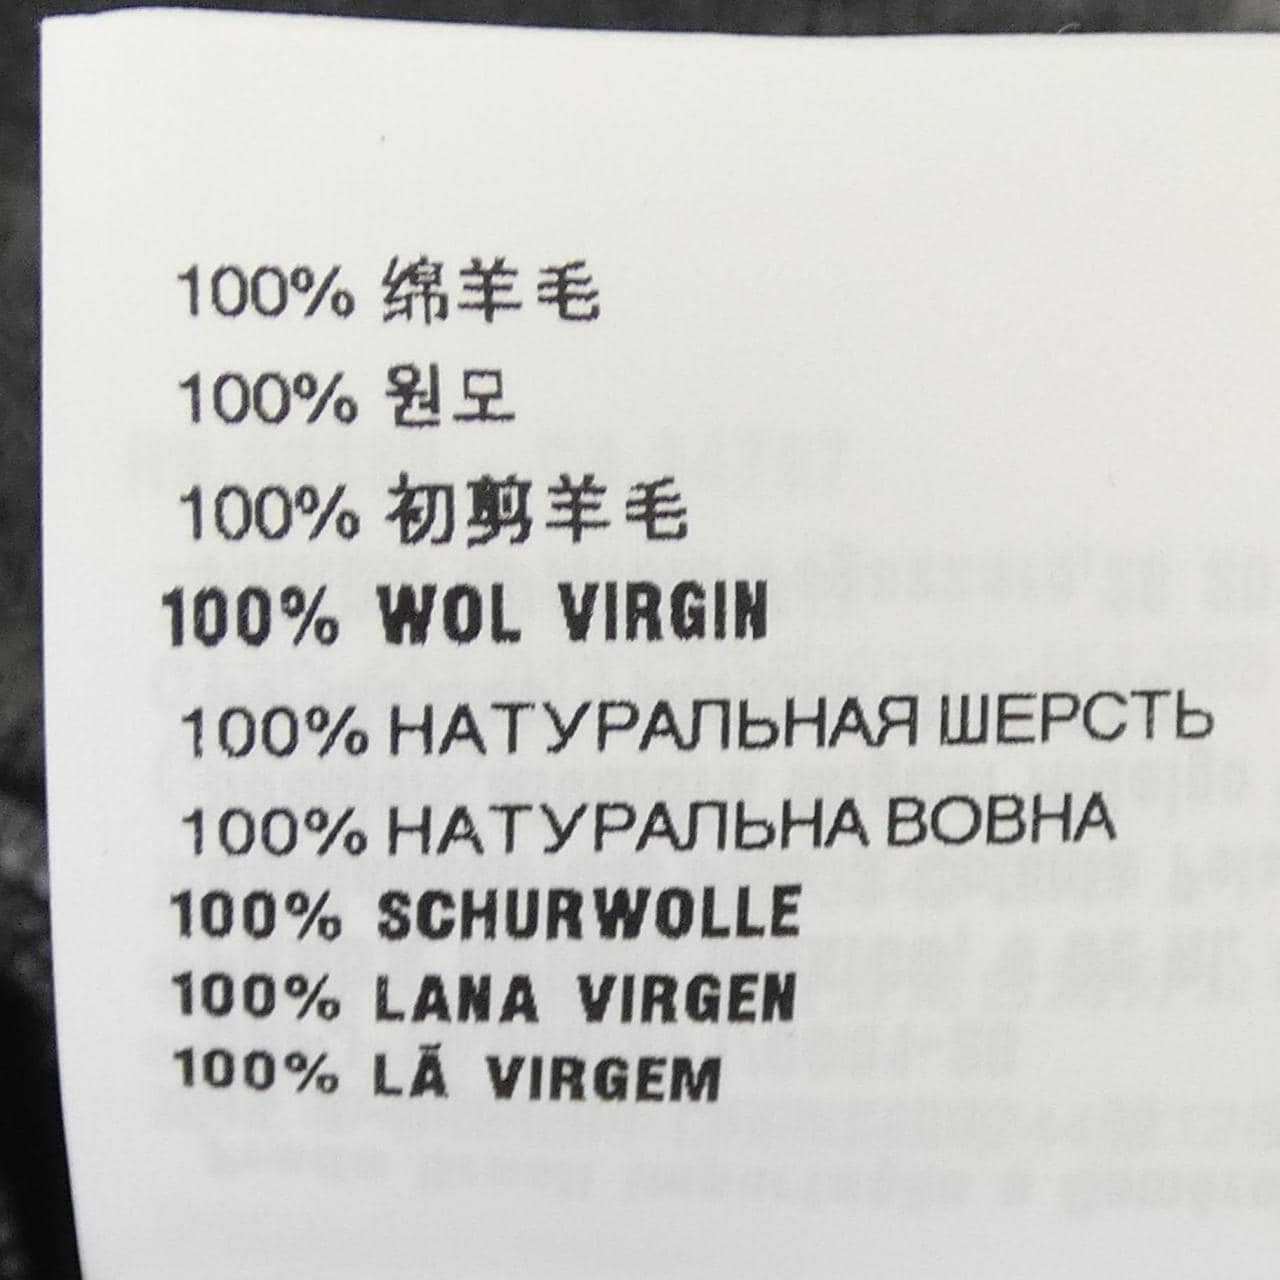 100% 绵羊毛
100% 원모
100% 初剪羊毛
100% WOL VIRGIN
100% НАТУРАЛЬНАЯ ШЕРСТЬ
100% НАТУРАЛЬНА ВОВНА
100% SCHURWOLLE
100% LANA VIRGEN
100% LÃ VIRGEM